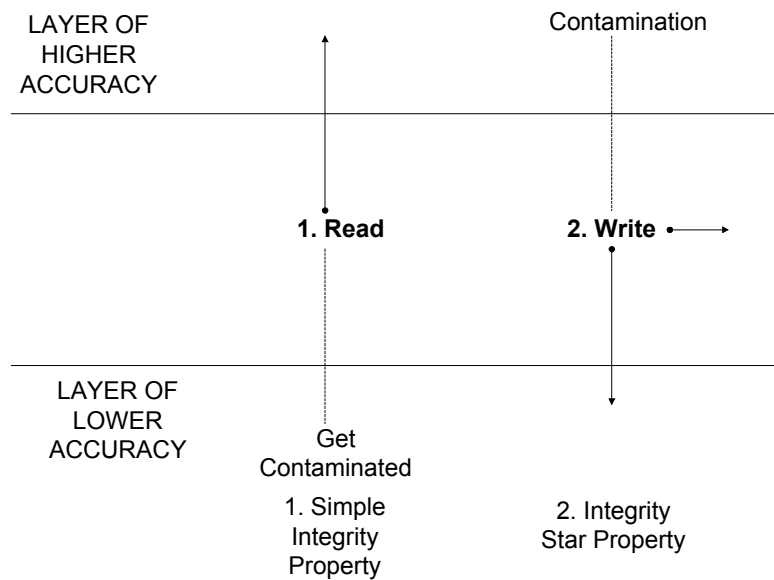 LAYER OF
HIGHER
ACCURACY
Contamination
1. Read
2. Write
LAYER OF
LOWER
ACCURACY
Get
Contaminated
1. Simple
Integrity
Property
2. Integrity
Star Property